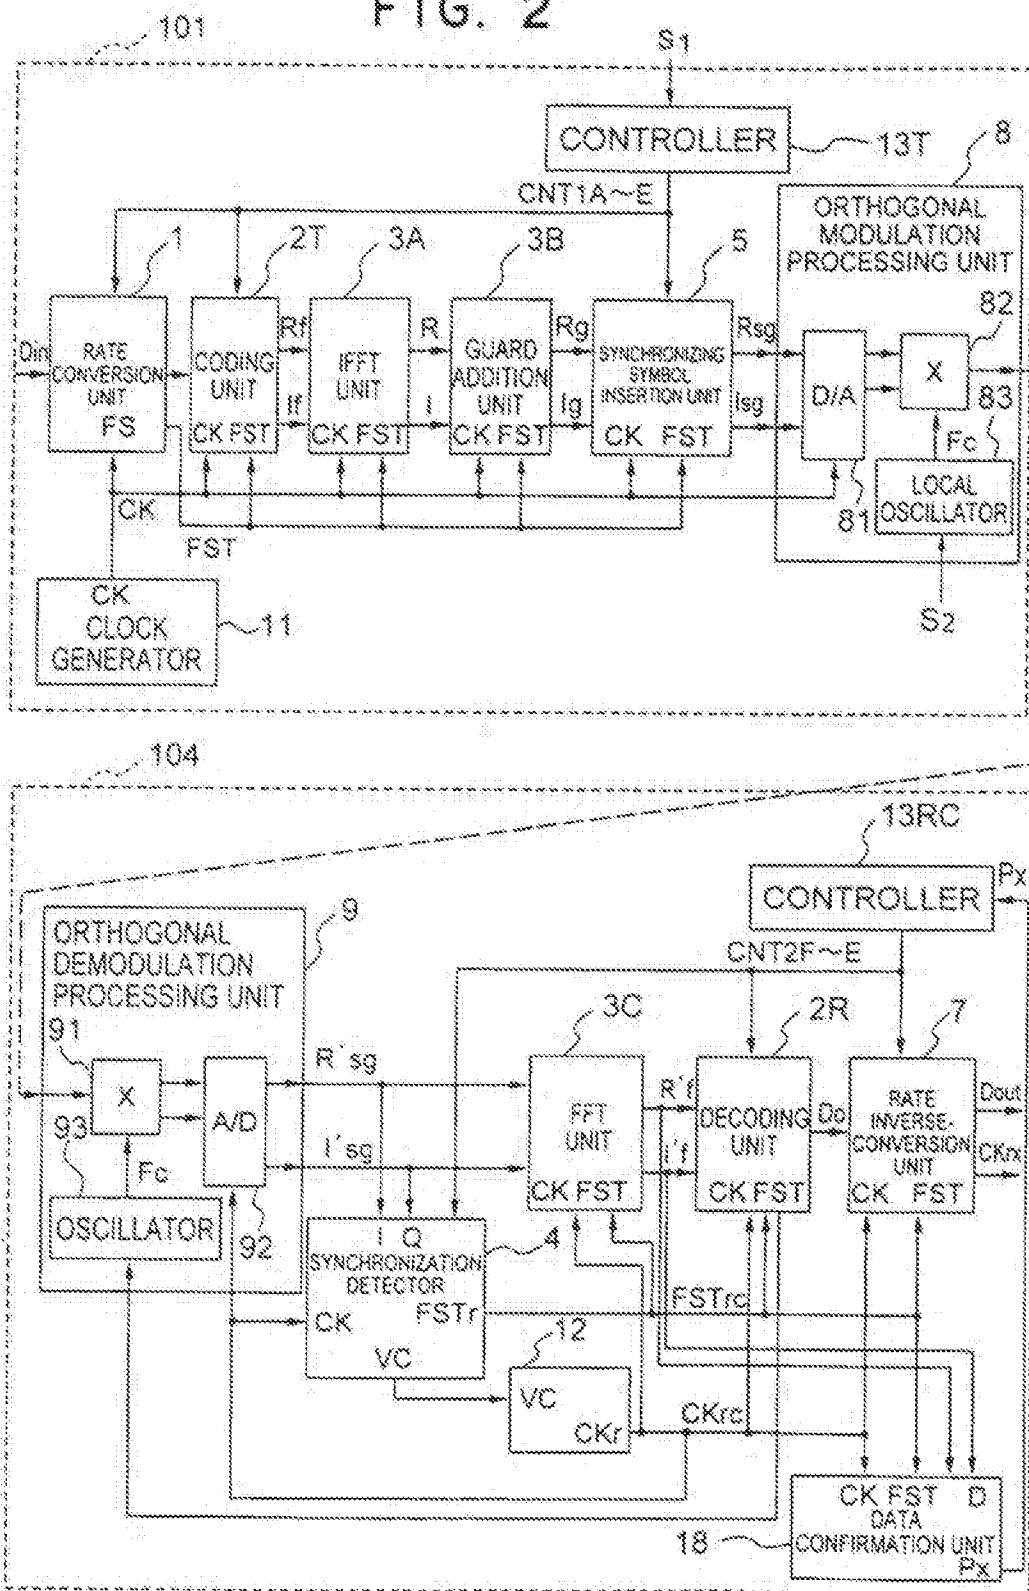 FIG. 2
101
S1
CONTROLLER
13T
8
CNT1A～E
ORTHOGONAL
MODULATION
PROCESSING UNIT
1
2T
3A
3B
5
82
Din
RATE
CONVERSION
UNIT
FS
CODING
UNIT
CK FST
Rf
If
IFFT
UNIT
CK FST
R
I
GUARD
ADDITION
UNIT
CK FST
Rg
Ig
SYNCHRONIZING
SYMBOL
INSERTION UNIT
CK FST
Rsg
Isg
D/A
X
83
Fc
LOCAL
OSCILLATOR
81
CK
FST
S2
CK
CLOCK
GENERATOR
11
104
13RC
CONTROLLER
Px
9
ORTHOGONAL
DEMODULATION
PROCESSING UNIT
CNT2F～E
3C
2R
7
91
X
A/D
R'sg
I'sg
FFT
UNIT
CK FST
R'f
I'f
DECODING
UNIT
CK FST
Do
RATE
INVERSE-
CONVERSION
UNIT
CK FST
Dout
CKrx
93
Fc
OSCILLATOR
92
I Q
SYNCHRONIZATION
DETECTOR
FSTr
CK
VC
4
FSTrc
12
VC
CKr
CKrc
CK FST D
DATA
CONFIRMATION UNIT
Px
18